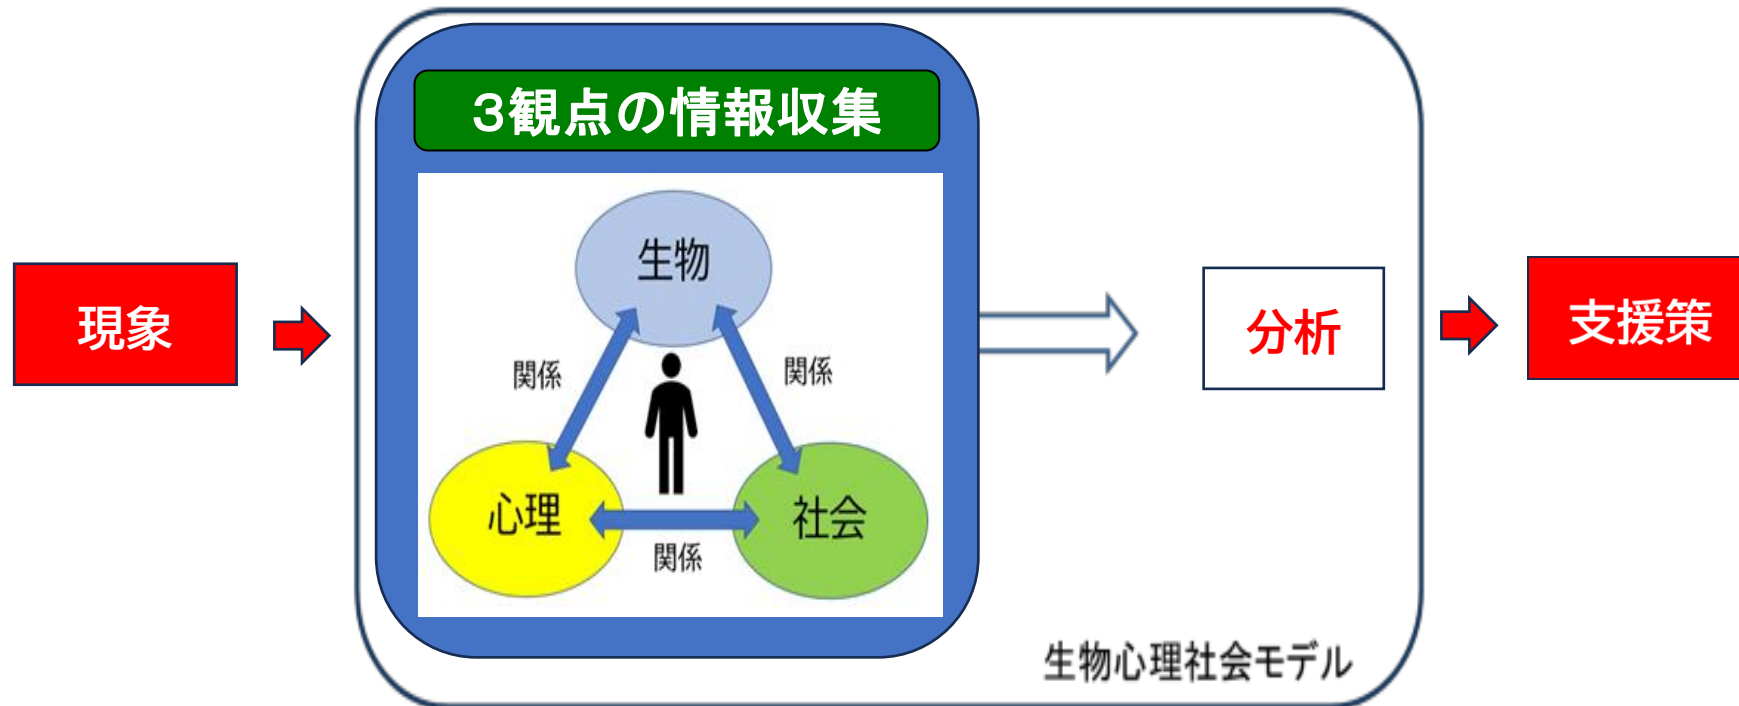 ３観点の情報収集
生物
現象
関係
関係
分析
支援策
心理
社会
関係
生物心理社会モデル